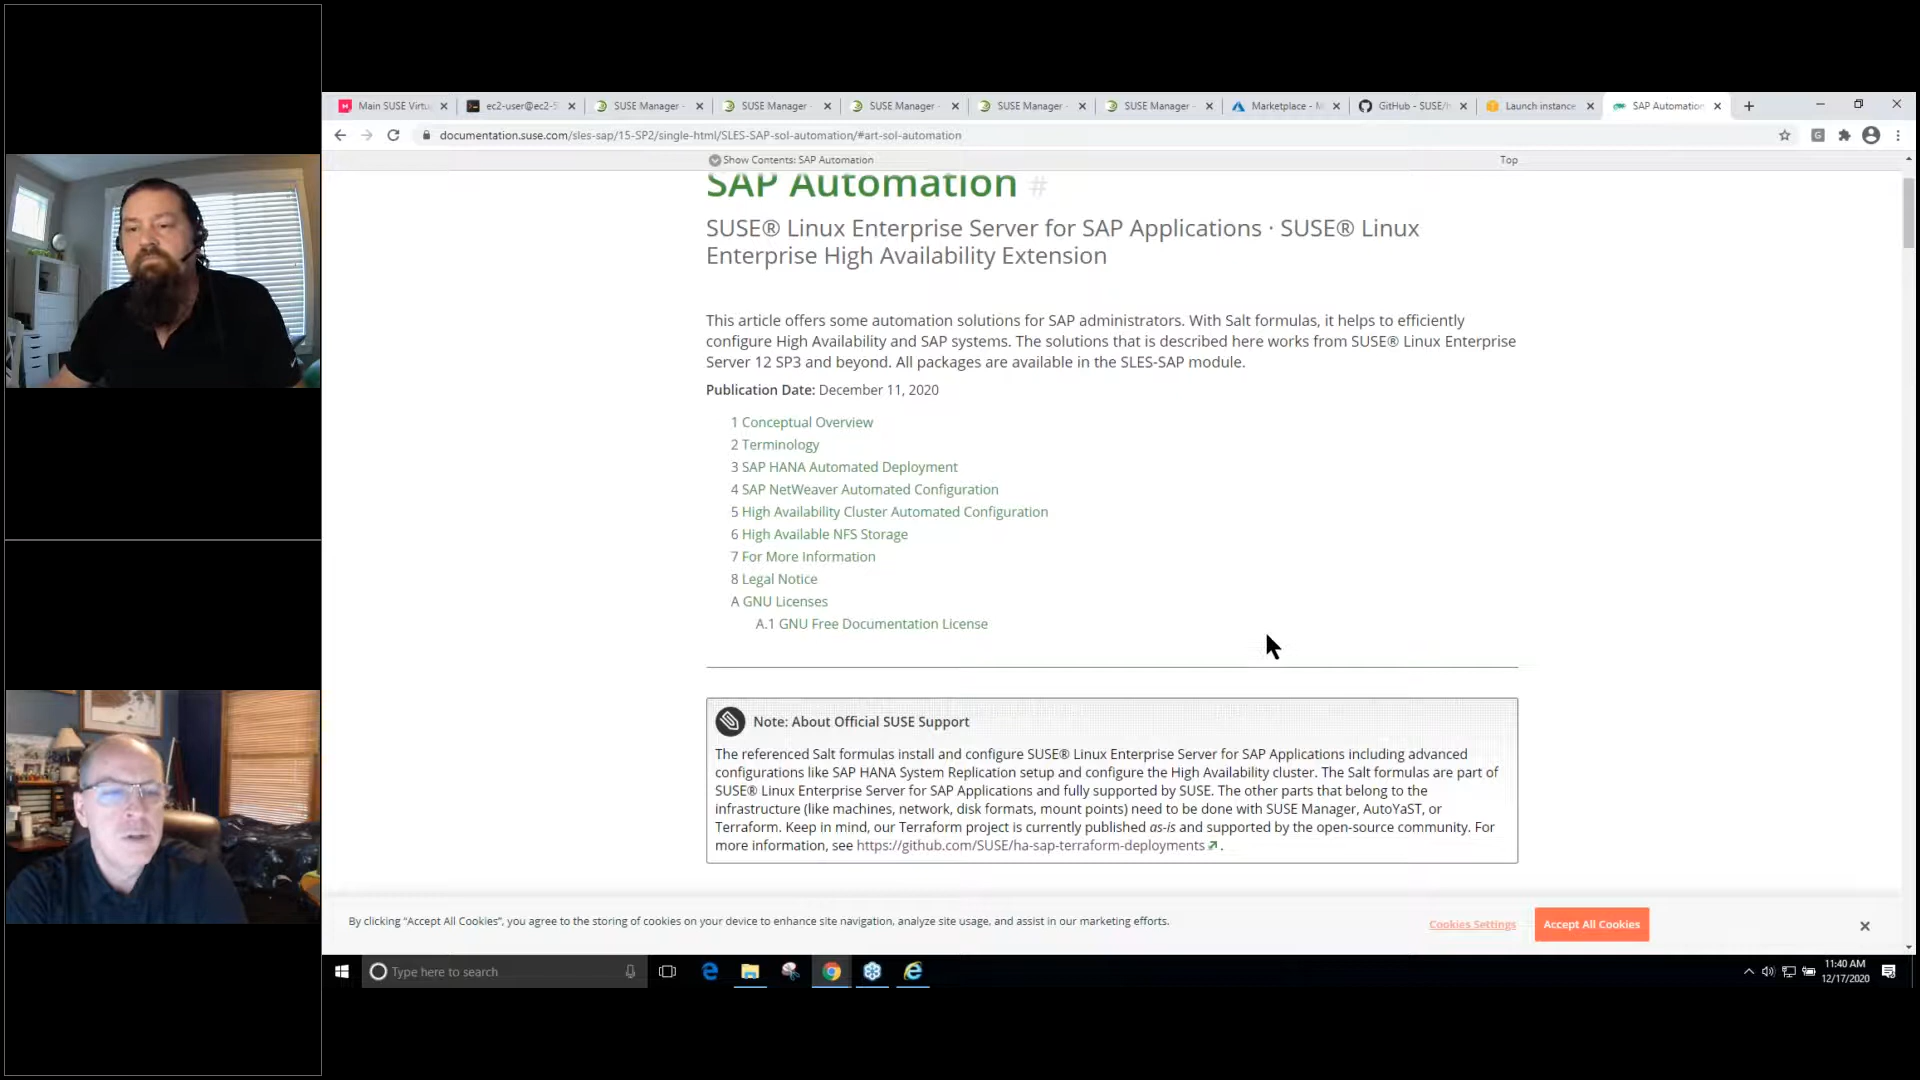 Main SUSE Virtu
ec2-user@ec2-5
SUSE Manager -
SUSE Manager -
SUSE Manager -
SUSE Manager -
SUSE Manager -
Marketplace - M
GitHub - SUSE/h
Launch instance
SAP Automation
documentation.suse.com/sles-sap/15-SP2/single-html/SLES-SAP-sol-automation/#art-sol-automation
Show Contents: SAP Automation
Top
SAP Automation #
SUSE® Linux Enterprise Server for SAP Applications · SUSE® Linux
Enterprise High Availability Extension
This article offers some automation solutions for SAP administrators. With Salt formulas, it helps to efficiently
configure High Availability and SAP systems. The solutions that is described here works from SUSE® Linux Enterprise
Server 12 SP3 and beyond. All packages are available in the SLES-SAP module.
Publication Date: December 11, 2020
1 Conceptual Overview
2 Terminology
3 SAP HANA Automated Deployment
4 SAP NetWeaver Automated Configuration
5 High Availability Cluster Automated Configuration
6 High Available NFS Storage
7 For More Information
8 Legal Notice
A GNU Licenses
A.1 GNU Free Documentation License
Note: About Official SUSE Support
The referenced Salt formulas install and configure SUSE® Linux Enterprise Server for SAP Applications including advanced
configurations like SAP HANA System Replication setup and configure the High Availability cluster. The Salt formulas are part of
SUSE® Linux Enterprise Server for SAP Applications and fully supported by SUSE. The other parts that belong to the
infrastructure (like machines, network, disk formats, mount points) need to be done with SUSE Manager, AutoYaST, or
Terraform. Keep in mind, our Terraform project is currently published as-is and supported by the open-source community. For
more information, see https://github.com/SUSE/ha-sap-terraform-deployments .
By clicking “Accept All Cookies”, you agree to the storing of cookies on your device to enhance site navigation, analyze site usage, and assist in our marketing efforts.
Cookies Settings
Accept All Cookies
Type here to search
11:40 AM
12/17/2020